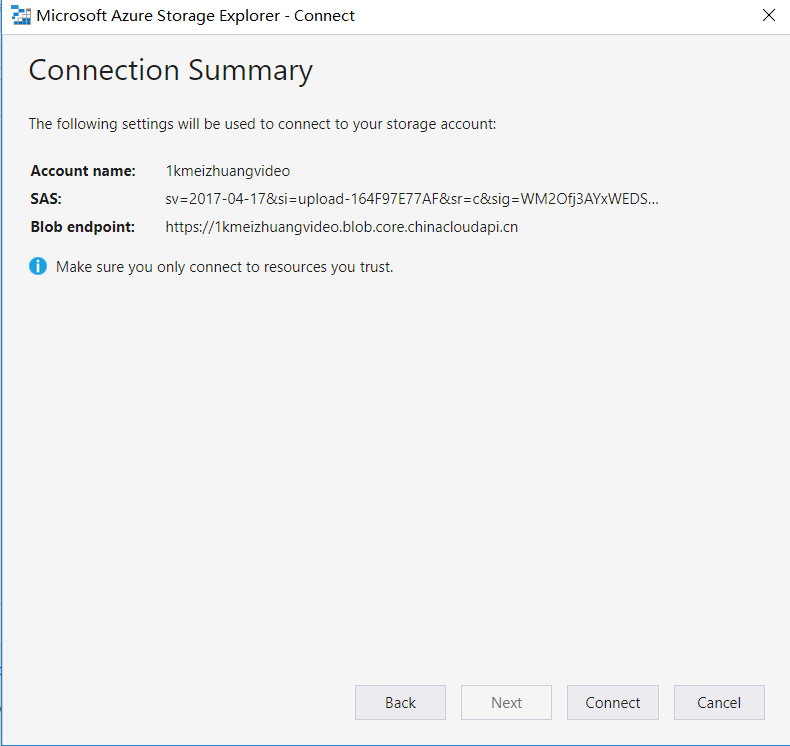 Microsoft Azure Storage Explorer - Connect
Connection Summary
The following settings will be used to connect to your storage account:
Account name: 1kmeizhuangvideo
SAS: sv=2017-04-17&si=upload-164F97E77AF&sr=c&sig=WM2Ofj3AYxWEDS...
Blob endpoint: https://1kmeizhuangvideo.blob.core.chinacloudapi.cn
Make sure you only connect to resources you trust.
Back Next Connect Cancel